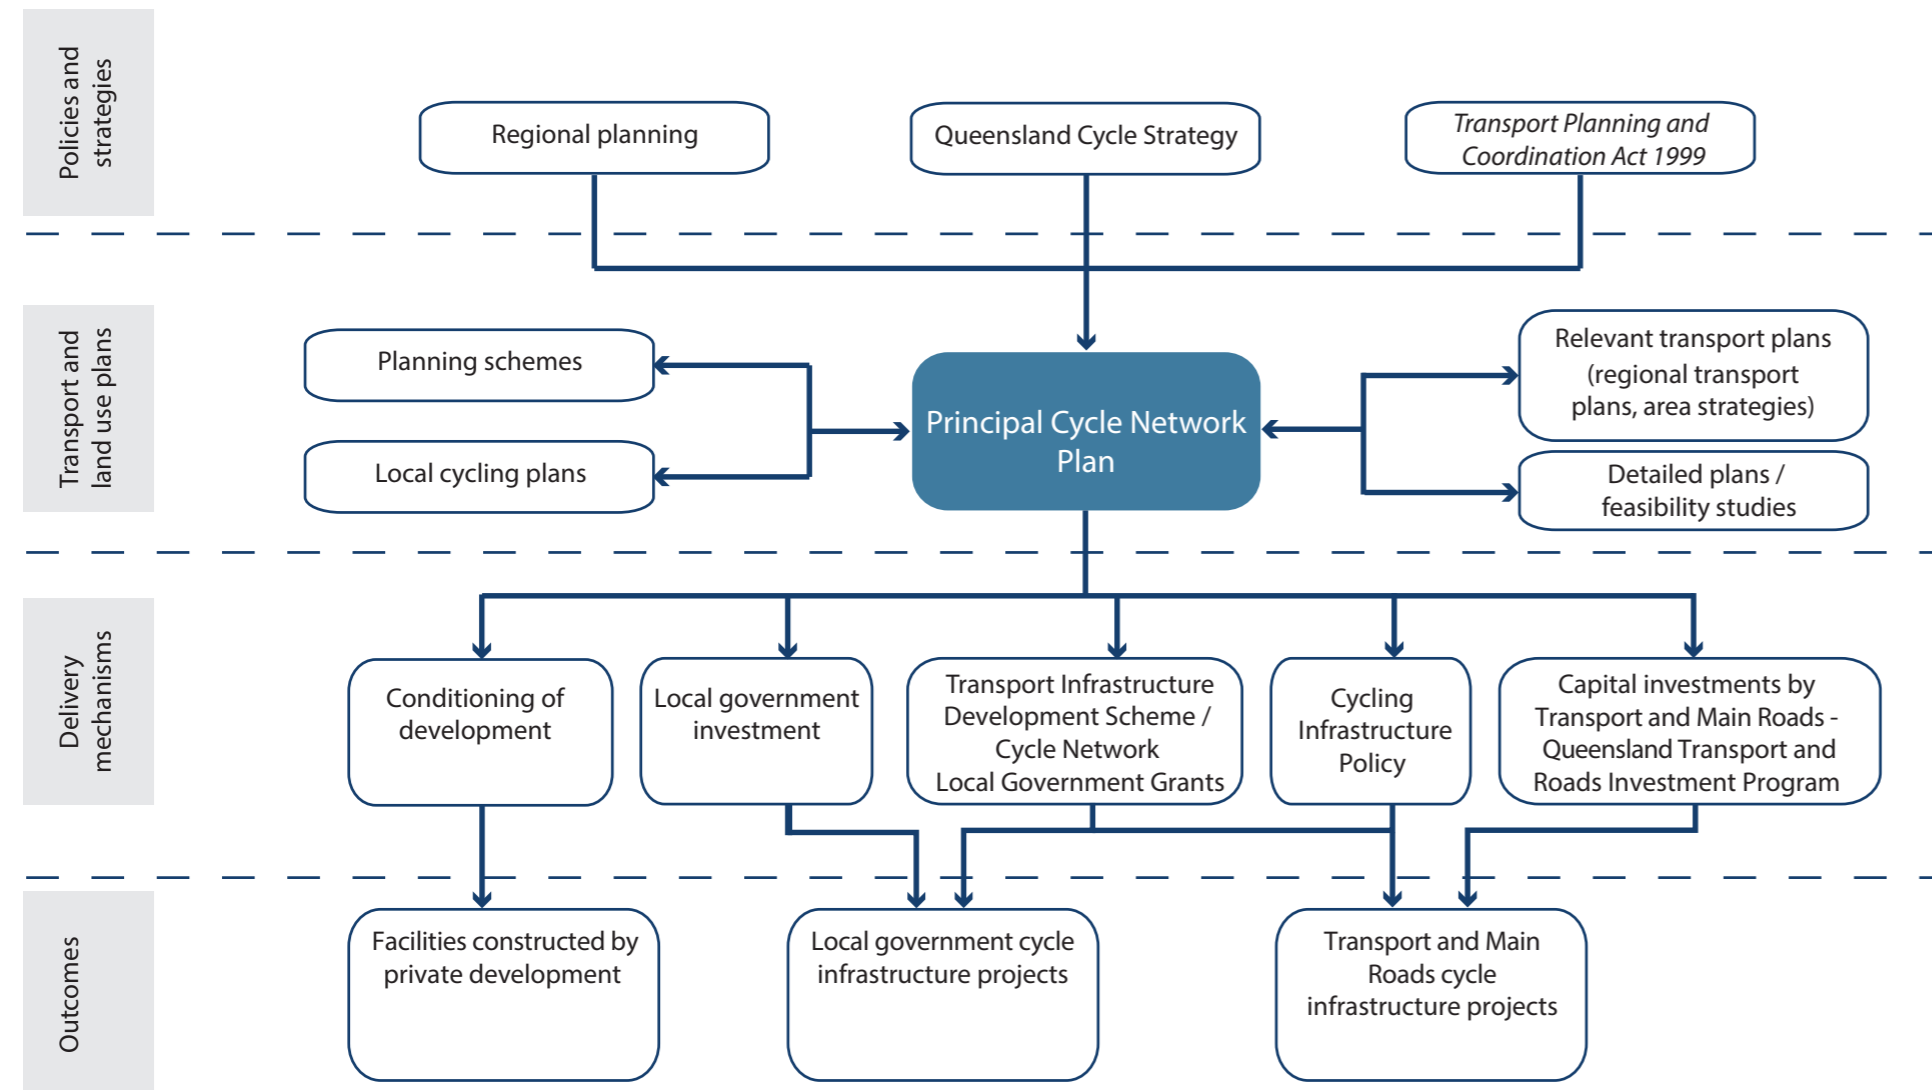 Policies and
strategies
Regional planning
Queensland Cycle Strategy
Transport Planning and
Coordination Act 1999
Transport and
land use plans
Planning schemes
Local cycling plans
Principal Cycle Network
Plan
Relevant transport plans
(regional transport
plans, area strategies)
Detailed plans /
feasibility studies
Delivery
mechanisms
Conditioning of
development
Local government
investment
Transport Infrastructure
Development Scheme /
Cycle Network
Local Government Grants
Cycling
Infrastructure
Policy
Capital investments by
Transport and Main Roads -
Queensland Transport and
Roads Investment Program
Outcomes
Facilities constructed by
private development
Local government cycle
infrastructure projects
Transport and Main
Roads cycle
infrastructure projects